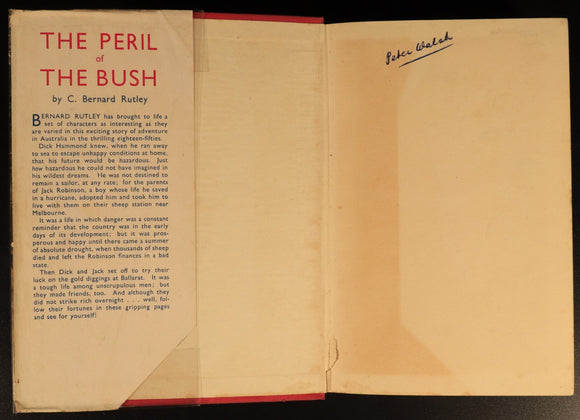 THE PERIL
of
THE BUSH
by C. Bernard Rutley
BERNARD RUTLEY has brought to life a
set of characters as interesting as they
are varied in this exciting story of adventure
in Australia in the thrilling eighteen-fifties.
Dick Hammond knew, when he ran away
to sea to escape unhappy conditions at home,
that his future would be hazardous. Just
how hazardous he could not have imagined in
his wildest dreams. He was not destined to
remain a sailor, at any rate; for the parents
of Jack Robinson, a boy whose life he saved
in a hurricane, adopted him and took him to
live with them on their sheep station near
Melbourne.
It was a life in which danger was a constant
reminder that the country was in the early
days of its development; but it was pros-
perous and happy until there came a summer
of absolute drought, when thousands of sheep
died and left the Robinson finances in a bad
state.
Then Dick and Jack set off to try their
luck on the gold diggings at Ballarat. It was
a tough life among unscrupulous men; but
they made friends, too. And although they
did not strike rich overnight . . . well, fol-
low their fortunes in these gripping pages
and see for yourself!
Peter Walsh